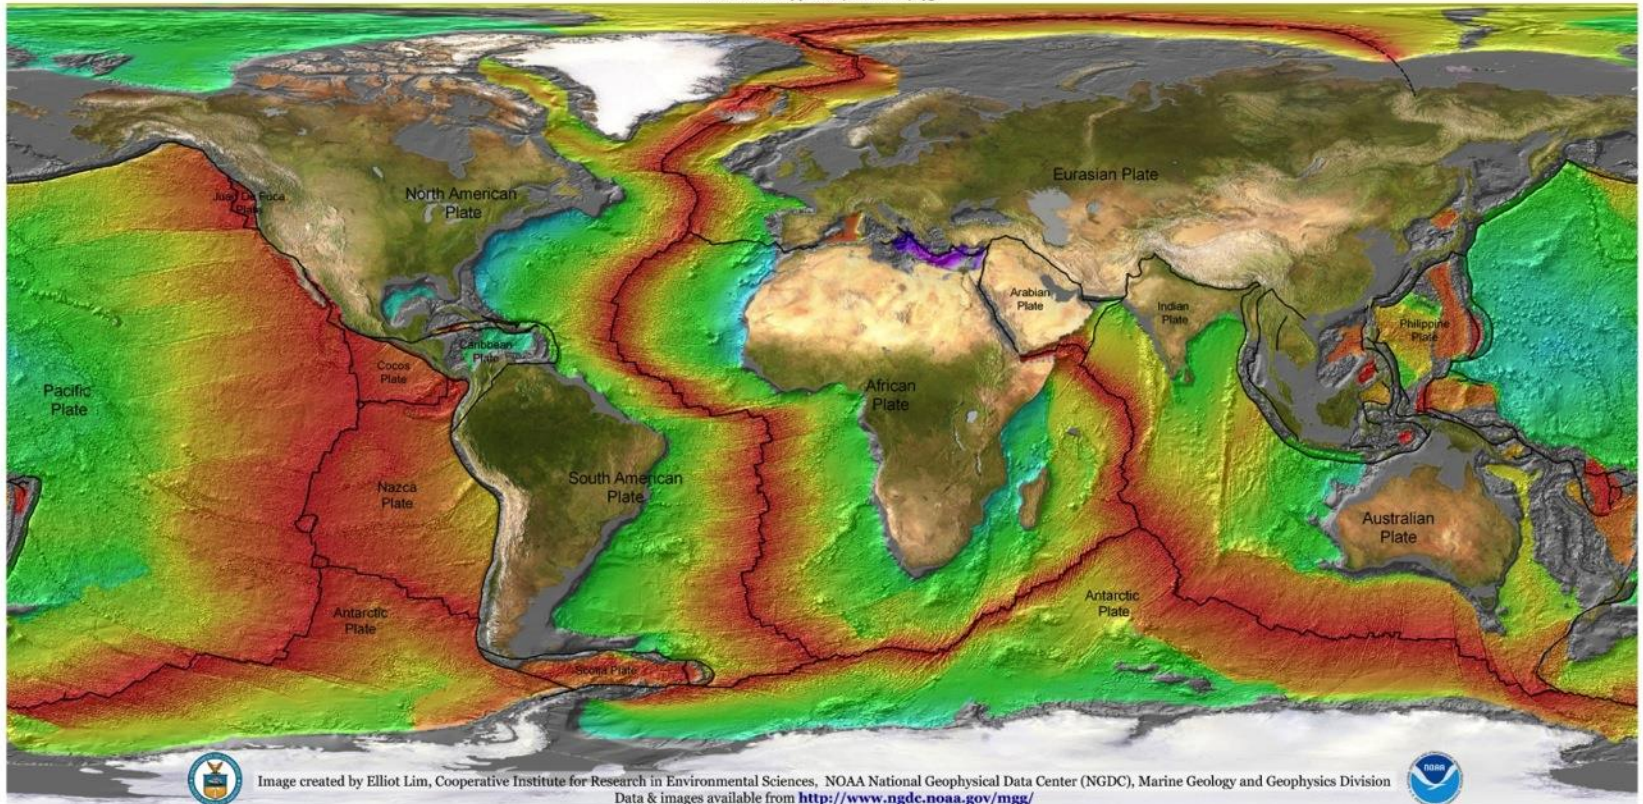 Eurasian Plate
Juan De Foca
Plate
North American
Plate
Arabian
Plate
Indian
Plate
Philippine
Plate
Caribbean
Plate
Cocos
Plate
Pacific
Plate
African
Plate
Nazca
Plate
South American
Plate
Australian
Plate
Antarctic
Plate
Antarctic
Plate
Scotia Plate
NOAA
Image created by Elliot Lim, Cooperative Institute for Research in Environmental Sciences, NOAA National Geophysical Data Center (NGDC), Marine Geology and Geophysics Division
Data & images available from http://www.ngdc.noaa.gov/mgg/